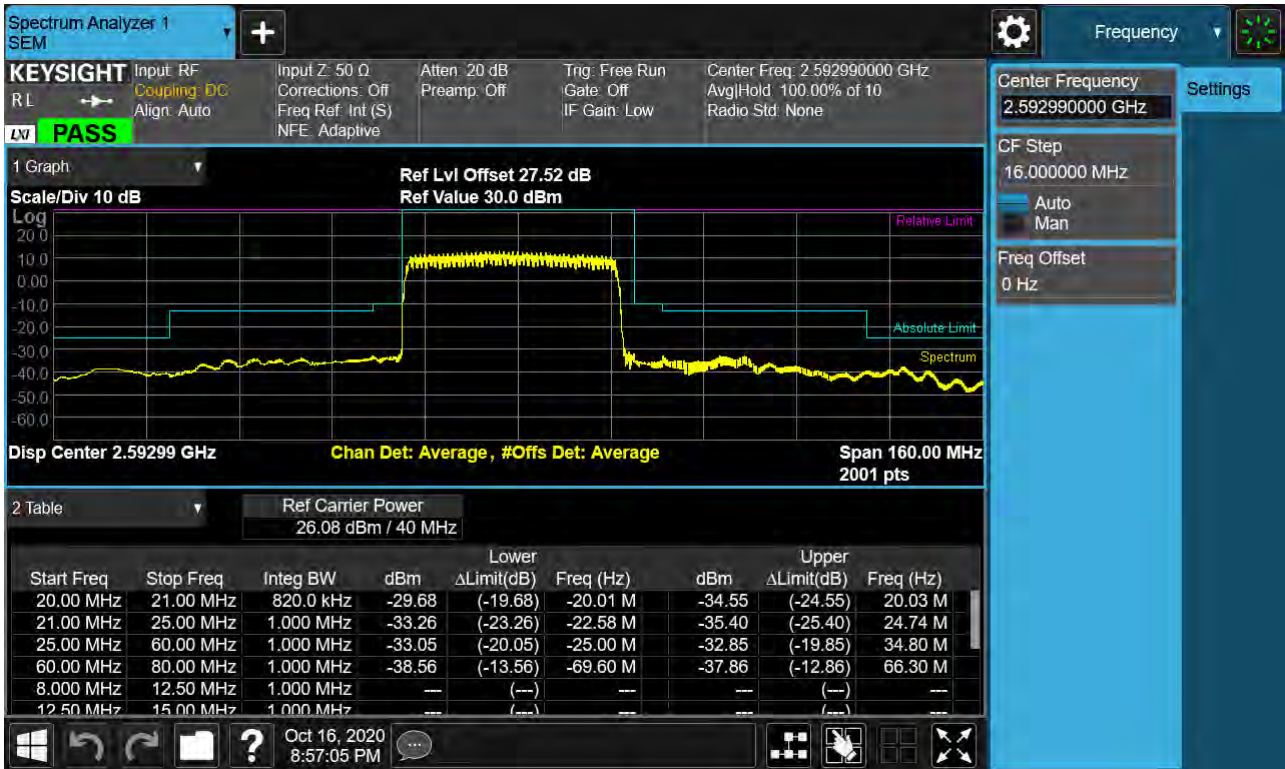 Spectrum Analyzer 1
SEM
Frequency
KEYSIGHT
R L
LXI
PASS
Input: RF
Coupling: DC
Align: Auto
Input Z: 50 Ω
Corrections: Off
Freq Ref: Int (S)
NFE: Adaptive
Atten: 20 dB
Preamp: Off
Trig: Free Run
Gate: Off
IF Gain: Low
Center Freq: 2.592990000 GHz
Avg|Hold: 100.00% of 10
Radio Std: None
Center Frequency
2.592990000 GHz
Settings
CF Step
16.000000 MHz
Auto
Man
Freq Offset
0 Hz
1 Graph
Scale/Div 10 dB
Ref Lvl Offset 27.52 dB
Ref Value 30.0 dBm
Log
20.0
10.0
0.00
-10.0
-20.0
-30.0
-40.0
-50.0
-60.0
Relative Limit
Absolute Limit
Spectrum
Disp Center 2.59299 GHz
Chan Det: Average, #Offs Det: Average
Span 160.00 MHz
2001 pts
2 Table
Ref Carrier Power
26.08 dBm / 40 MHz
Lower Upper
Start Freq Stop Freq Integ BW dBm ΔLimit(dB) Freq (Hz) dBm ΔLimit(dB) Freq (Hz)
20.00 MHz 21.00 MHz 820.0 kHz -29.68 (-19.68) -20.01 M -34.55 (-24.55) 20.03 M
21.00 MHz 25.00 MHz 1.000 MHz -33.26 (-23.26) -22.58 M -35.40 (-25.40) 24.74 M
25.00 MHz 60.00 MHz 1.000 MHz -33.05 (-20.05) -25.00 M -32.85 (-19.85) 34.80 M
60.00 MHz 80.00 MHz 1.000 MHz -38.56 (-13.56) -69.60 M -37.86 (-12.86) 66.30 M
8.000 MHz 12.50 MHz 1.000 MHz --- (---) --- --- (---) ---
12.50 MHz 15.00 MHz 1.000 MHz --- (---) --- --- (---) ---
?
Oct 16, 2020
8:57:05 PM